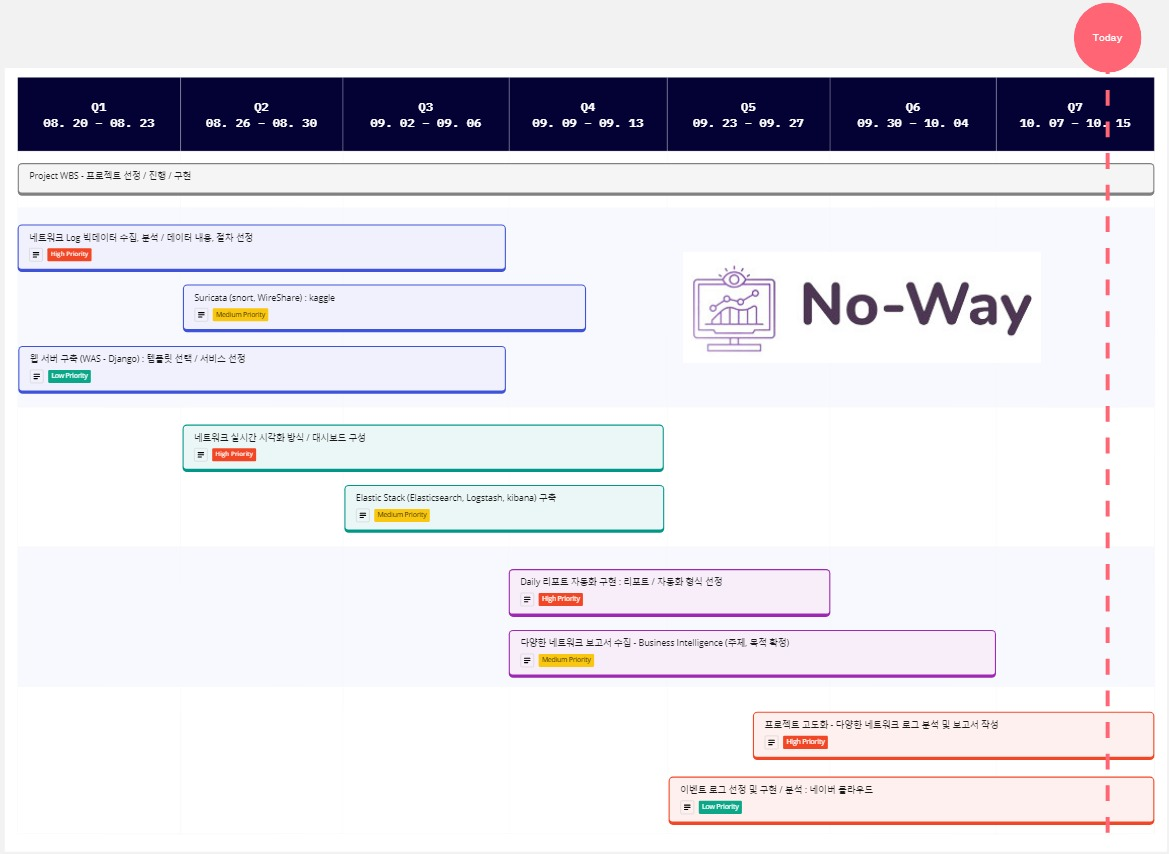 Today
Q1
08. 20 - 08. 23
Q2
08. 26 - 08. 30
Q3
09. 02 - 09. 06
Q4
09. 09 - 09. 13
Q5
09. 23 - 09. 27
Q6
09. 30 - 10. 04
Q7
10. 07 - 10. 15
Project WBS - 프로젝트 선정 / 진행 / 구현
네트워크 Log 빅데이터 수집, 분석 / 데이터 내용, 절차 선정
High Priority
Suricata (snort, WireShare) : kaggle
Medium Priority
웹 서버 구축 (WAS - Django) : 템플릿 선택 / 서비스 선정
Low Priority
No-Way
네트워크 실시간 시각화 방식 / 대시보드 구성
High Priority
Elastic Stack (Elasticsearch, Logstash, kibana) 구축
Medium Priority
Daily 리포트 자동화 구현 : 리포트 / 자동화 형식 선정
High Priority
다양한 네트워크 보고서 수집 - Business Intelligence (주제, 목적 확정)
Medium Priority
프로젝트 고도화 - 다양한 네트워크 로그 분석 및 보고서 작성
High Priority
이벤트 로그 선정 및 구현 / 분석 : 네이버 클라우드
Low Priority